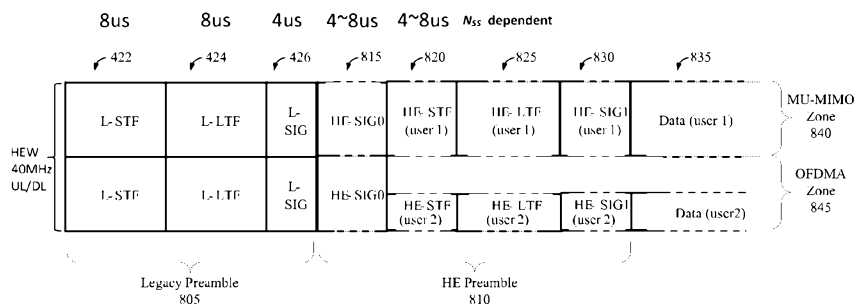 8us 8us 4us 4~8us 4~8us Nss dependent
422 424 426 815 820 825 830 835
L-STF L-LTF L-SIG HE-SIG0 HE-STF (user 1) HE-LTF (user 1) HE-SIG1 (user 1) Data (user 1)
MU-MIMO
Zone
840
HEW
40MHz
UL/DL
L-STF L-LTF L-SIG HE-SIG0 HE-STF (user 2) HE-LTF (user 2) HE-SIG1 (user 2) Data (user2)
OFDMA
Zone
845
Legacy Preamble
805
HE Preamble
810